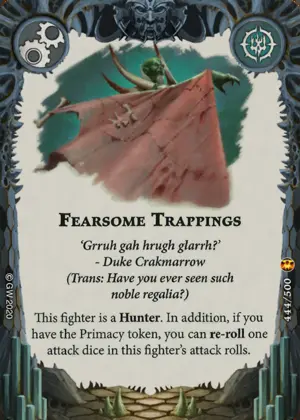 FEARSOME TRAPPINGS
‘Grruh gah hrugh glarrh?’
- Duke Crakmarrow
(Trans: Have you ever seen such
noble regalia?)
This fighter is a Hunter. In addition, if you
have the Primacy token, you can re-roll one
attack dice in this fighter’s attack rolls.
© GW 2020
444/500